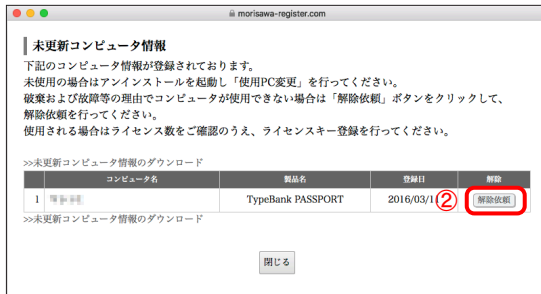 morisawa-register.com
未更新コンピュータ情報
下記のコンピュータ情報が登録されております。
未使用の場合はアンインストールを起動し「使用PC変更」を行ってください。
破棄および故障等の理由でコンピュータが使用できない場合は「解除依頼」ボタンをクリックして、
解除依頼を行ってください。
使用される場合はライセンス数をご確認のうえ、ライセンスキー登録を行ってください。
>>未更新コンピュータ情報のダウンロード
コンピュータ名 製品名 登録日 解除
1 TypeBank PASSPORT 2016/03/11 ② 解除依頼
>>未更新コンピュータ情報のダウンロード
閉じる